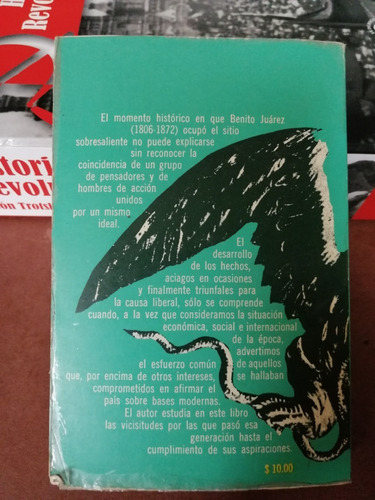 Revol
El momento histórico en que Benito Juárez
(1806-1872) ocupó el sitio
sobresaliente no puede explicarse
sin reconocer la
coincidencia de un grupo
de pensadores y de
hombres de acción
unidos
por un mismo
ideal.
El
desarrollo
de los hechos,
aciagos en ocasiones
y finalmente triunfales para
la causa liberal, sólo se comprende
cuando, a la vez que consideramos la situación
económica, social e internacional
de la época,
advertimos
el esfuerzo común de aquellos
que, por encima de otros intereses, se hallaban
comprometidos en afirmar el
país sobre bases modernas.
El autor estudia en este libro
las vicisitudes por las que pasó esa
generación hasta el
cumplimiento de sus aspiraciones.
$ 10.00
stori
evolu
ón Trots